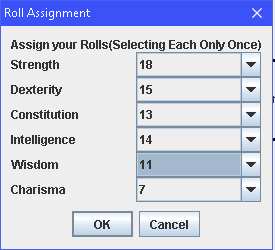 Roll Assignment
Assign your Rolls(Selecting Each Only Once)
Strength 18
Dexterity 15
Constitution 13
Intelligence 14
Wisdom 11
Charisma 7
OK Cancel